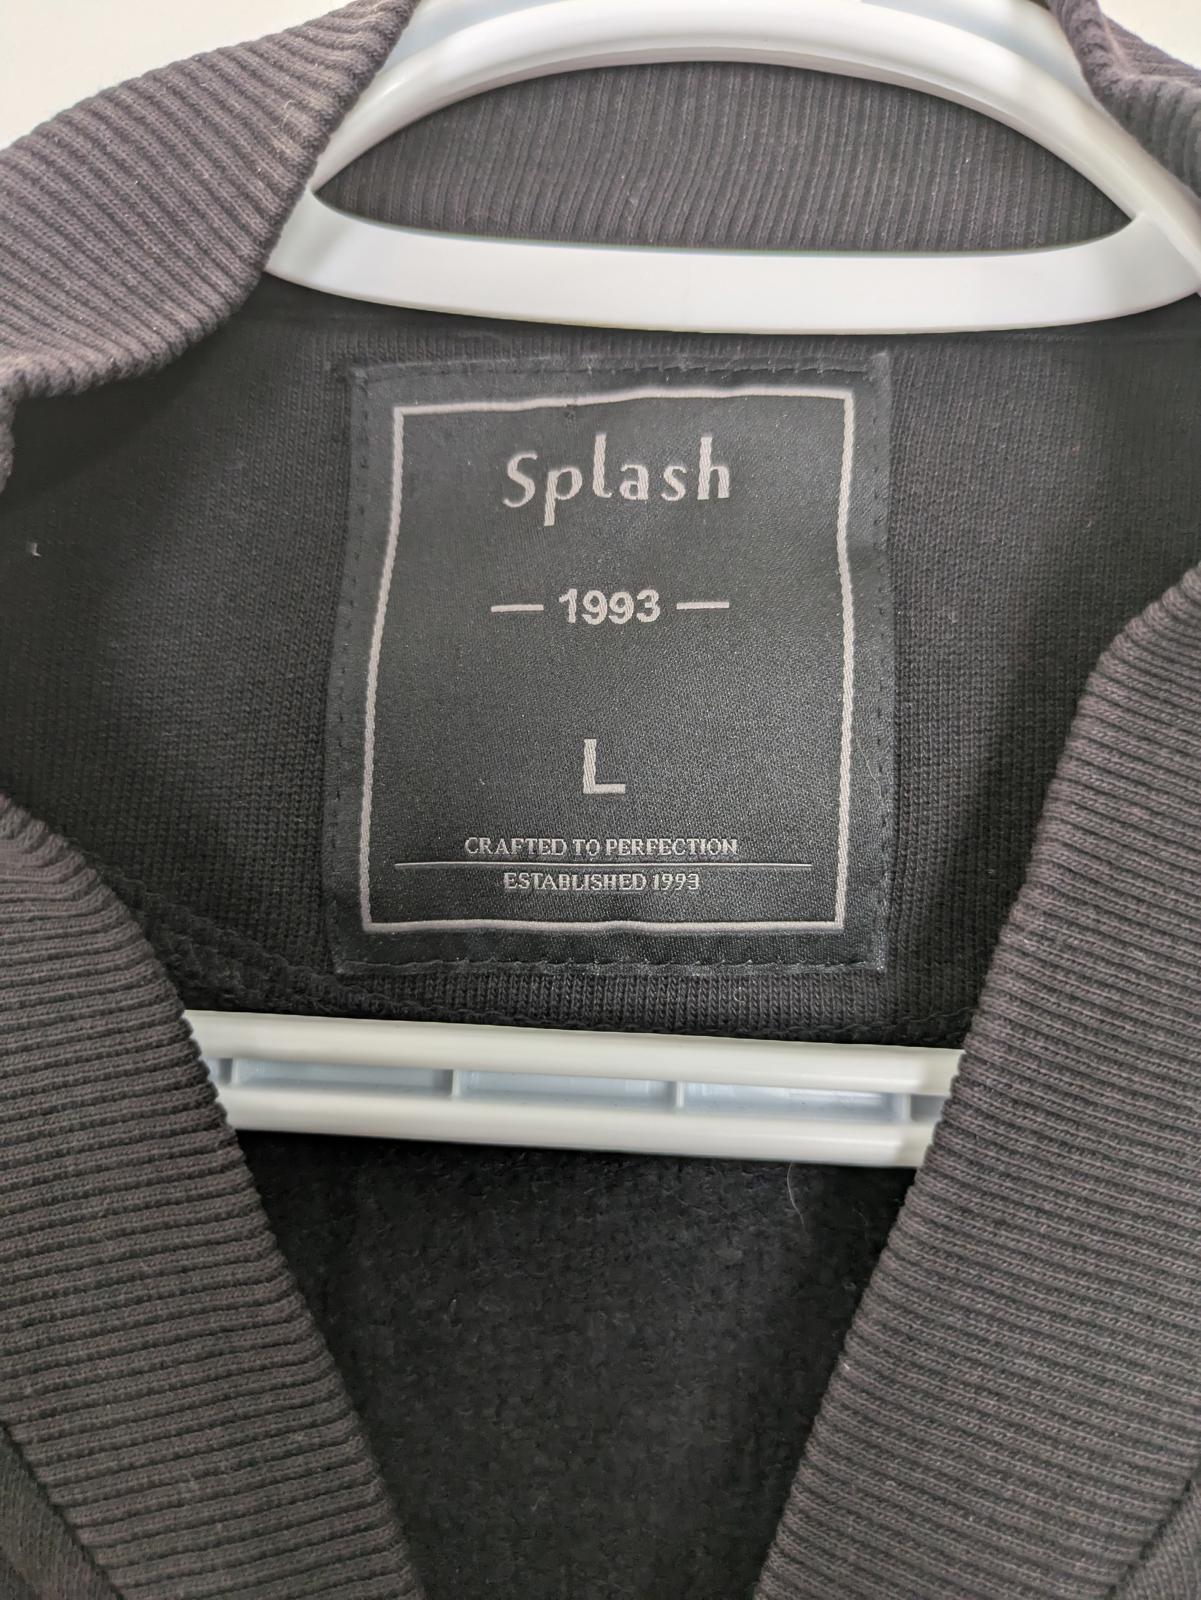 Splash
— 1993 —
L
CRAFTED TO PERFECTION
ESTABLISHED 1993